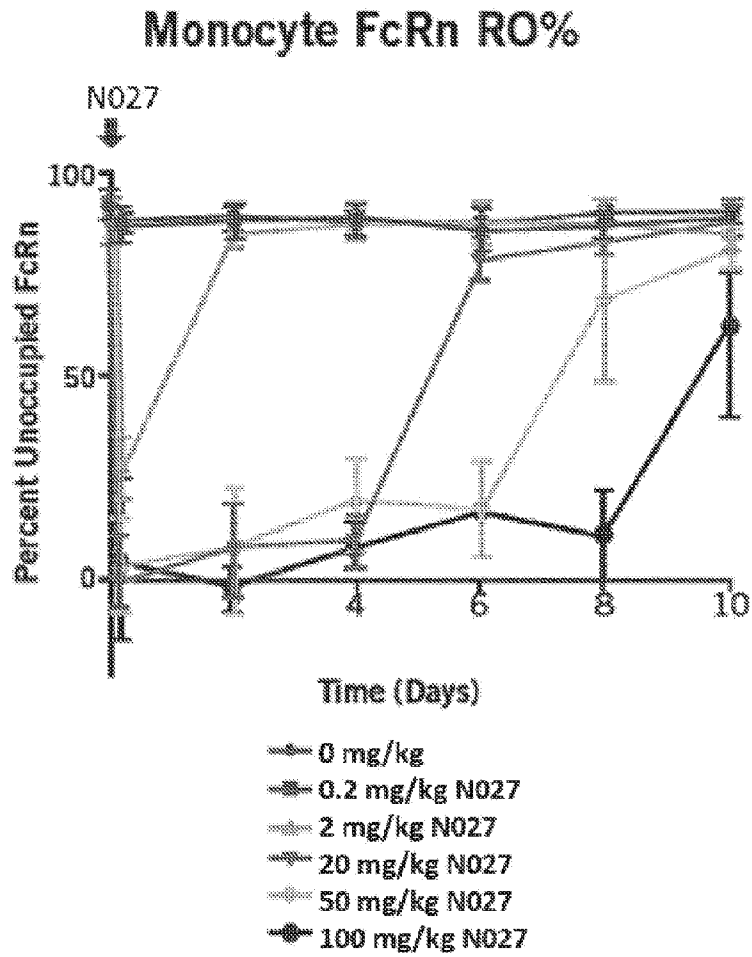 Monocyte FcRn RO%
N027
100
50
0
Percent Unoccupied FcRn
2 4 6 8 10
Time (Days)
0 mg/kg
0.2 mg/kg N027
2 mg/kg N027
20 mg/kg N027
50 mg/kg N027
100 mg/kg N027